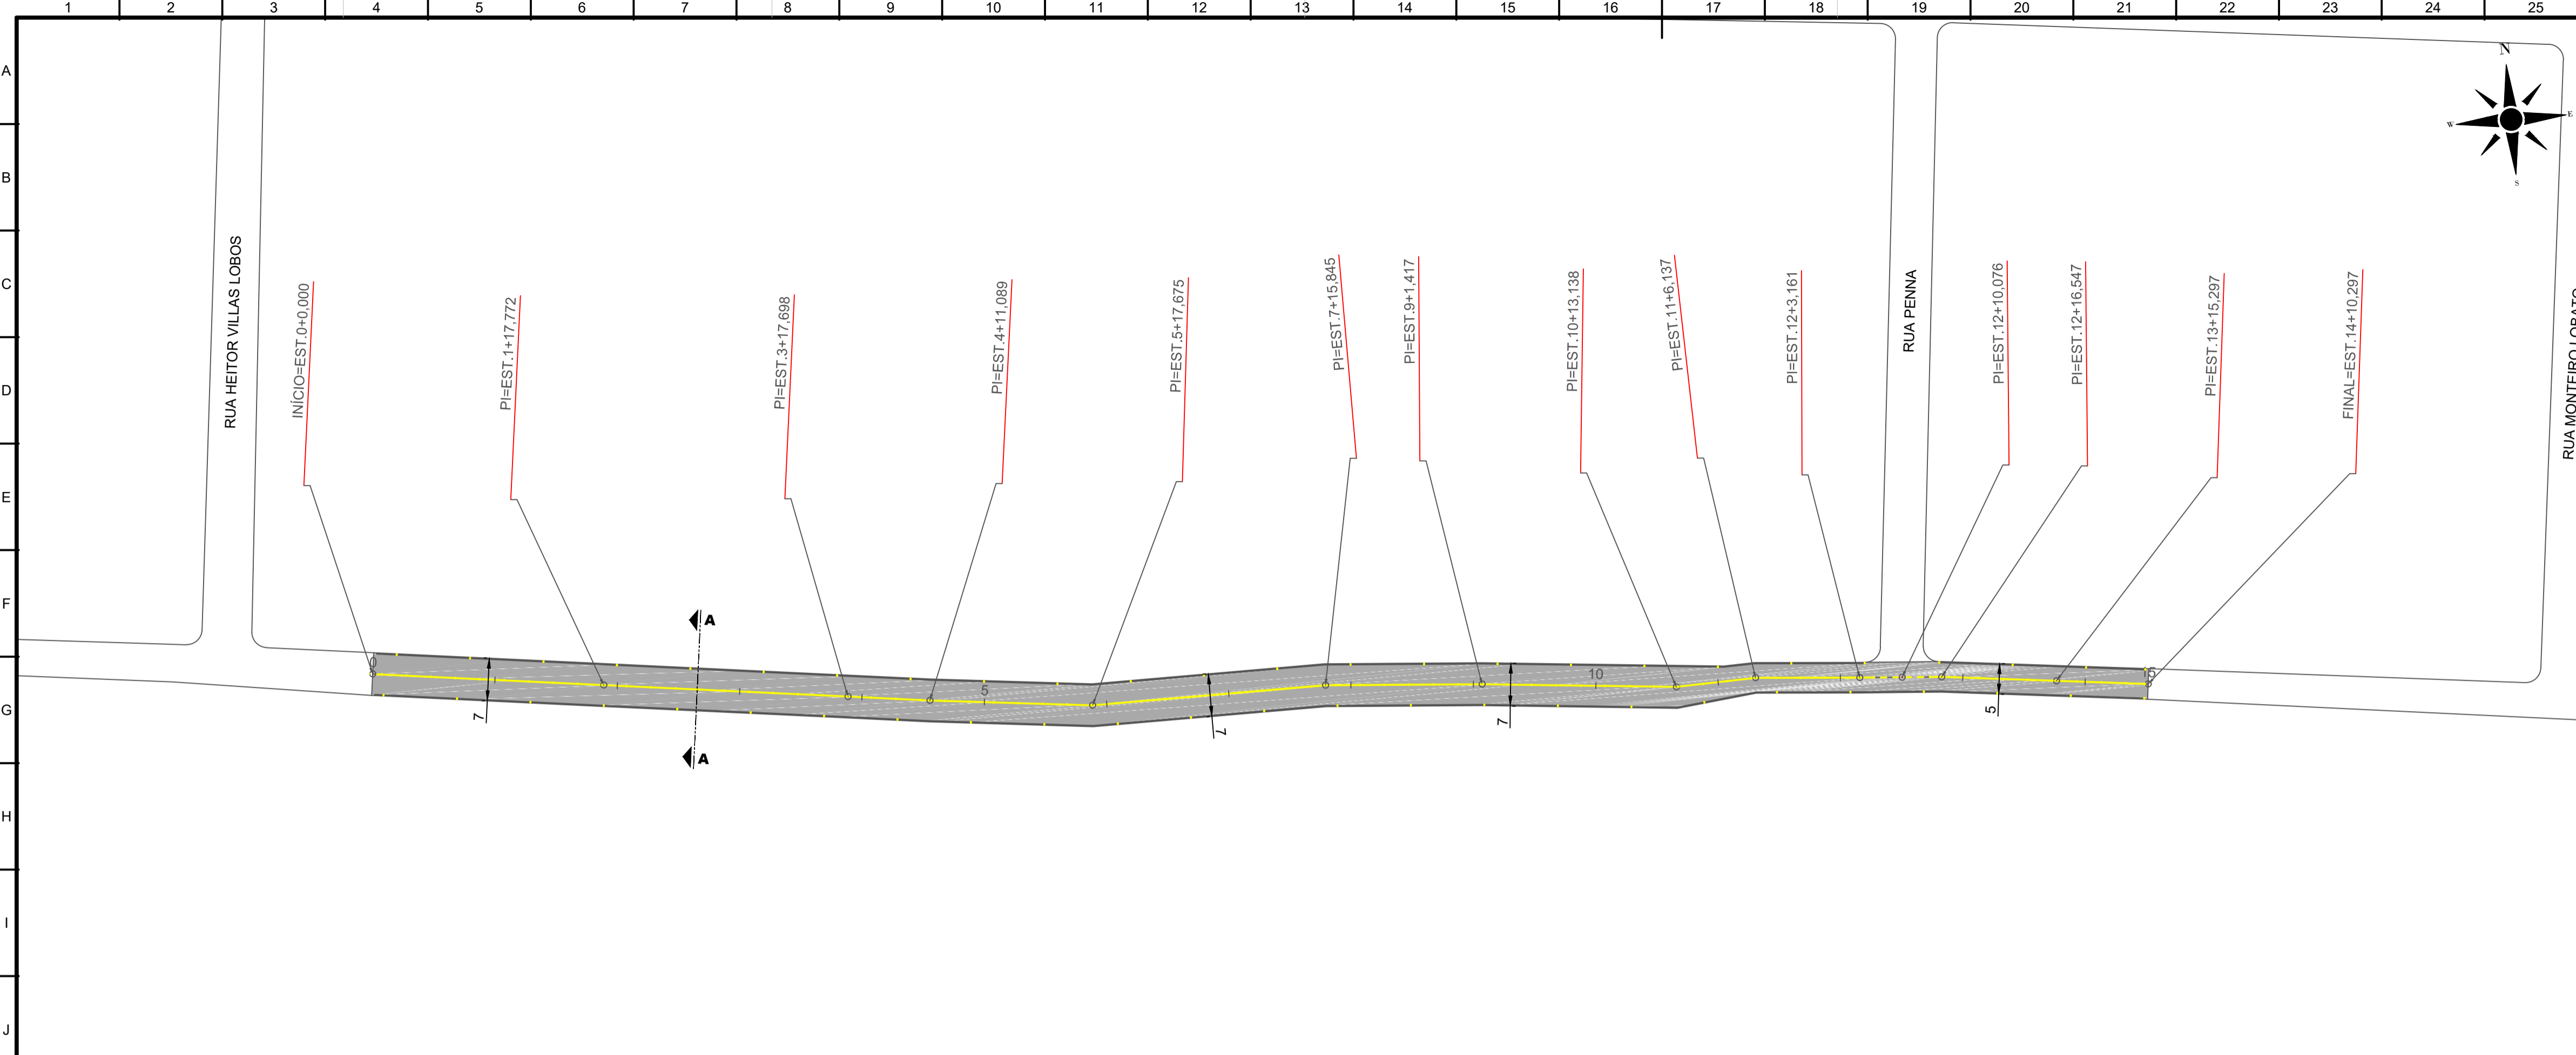 1 2 3 4 5 6 7 8 9 10 11 12 13 14 15 16 17 18 19 20 21 22 23 24 25
A
B
C
D
E
F
G
H
I
J
N
W
E
S
RUA HEITOR VILLAS LOBOS
INÍCIO=EST.0+0,000
PI=EST.1+17,772
PI=EST.3+17,698
PI=EST.4+11,089
PI=EST.5+17,675
PI=EST.7+15,845
PI=EST.9+1,417
PI=EST.10+13,138
PI=EST.11+6,137
PI=EST.12+3,161
RUA PENNA
PI=EST.12+10,076
PI=EST.12+16,547
PI=EST.13+15,297
FINAL=EST.14+10,297
RUA MONTEIRO LOBATO
A
0
5
10
15
7
7
7
5
A